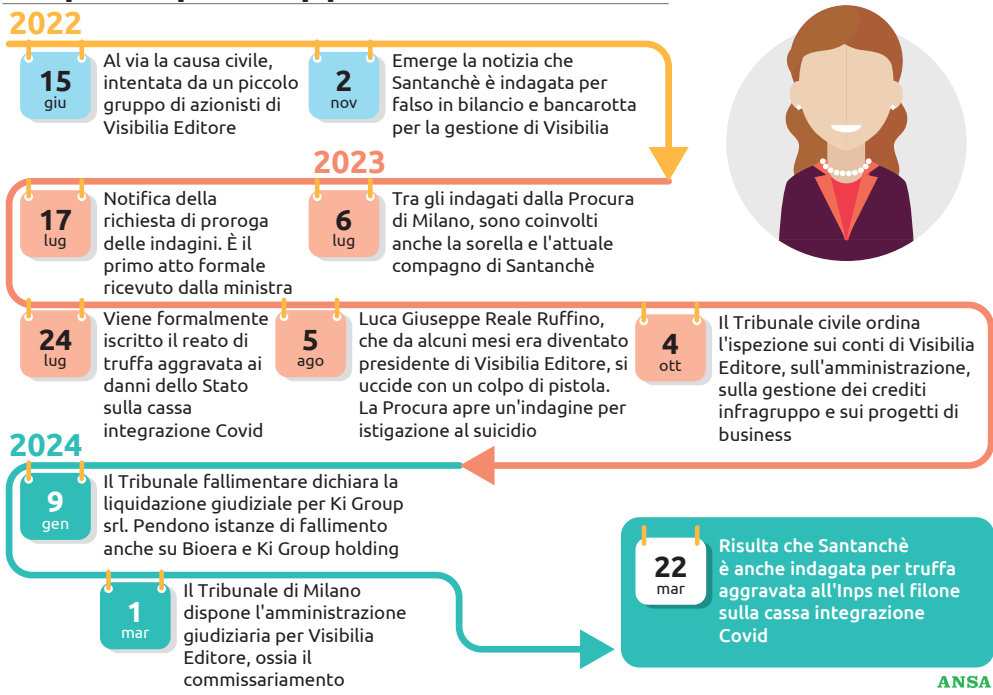 2022
15
giu
Al via la causa civile,
intentata da un piccolo
gruppo di azionisti di
Visibilia Editore
2
nov
Emerge la notizia che
Santanchè è indagata per
falso in bilancio e bancarotta
per la gestione di Visibilia
2023
17
lug
Notifica della
richiesta di proroga
delle indagini. È il
primo atto formale
ricevuto dalla ministra
6
lug
Tra gli indagati dalla Procura
di Milano, sono coinvolti
anche la sorella e l'attuale
compagno di Santanchè
24
lug
Viene formalmente
iscritto il reato di
truffa aggravata ai
danni dello Stato
sulla cassa
integrazione Covid
5
ago
Luca Giuseppe Reale Ruffino,
che da alcuni mesi era diventato
presidente di Visibilia Editore, si
uccide con un colpo di pistola.
La Procura apre un'indagine per
istigazione al suicidio
4
ott
Il Tribunale civile ordina
l'ispezione sui conti di Visibilia
Editore, sull'amministrazione,
sulla gestione dei crediti
infragruppo e sui progetti di
business
2024
9
gen
Il Tribunale fallimentare dichiara la
liquidazione giudiziale per Ki Group
srl. Pendono istanze di fallimento
anche su Bioera e Ki Group holding
1
mar
Il Tribunale di Milano
dispone l'amministrazione
giudiziaria per Visibilia
Editore, ossia il
commissariamento
22
mar
Risulta che Santanchè
è anche indagata per truffa
aggravata all'Inps nel filone
sulla cassa integrazione
Covid
ANSA